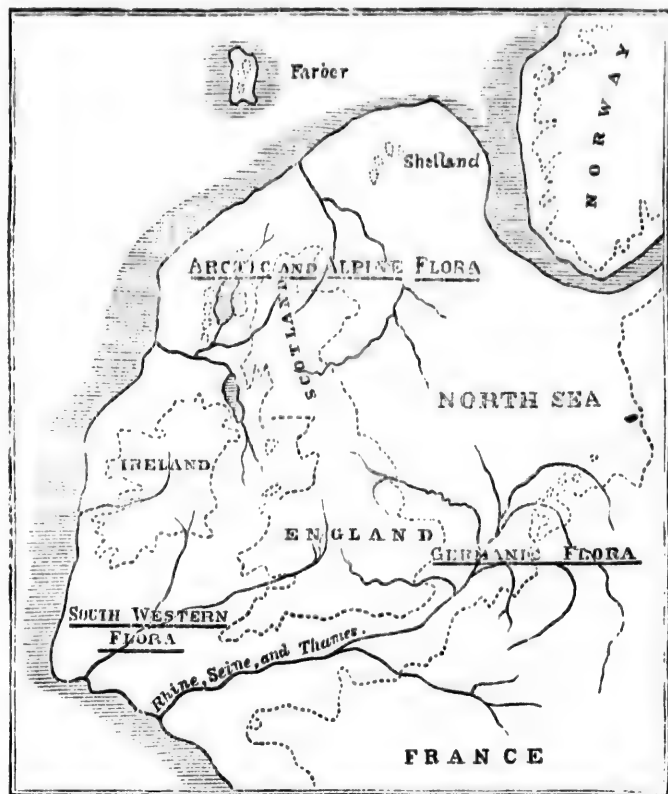 Farber
NORWAY
Shetland
ARCTIC AND ALPINE FLORA
SCOTLAND
NORTH SEA
IRELAND
ENGLAND
GERMANIC FLORA
SOUTH WESTERN
FLORA
Rhine, Seine, and Thames.
FRANCE